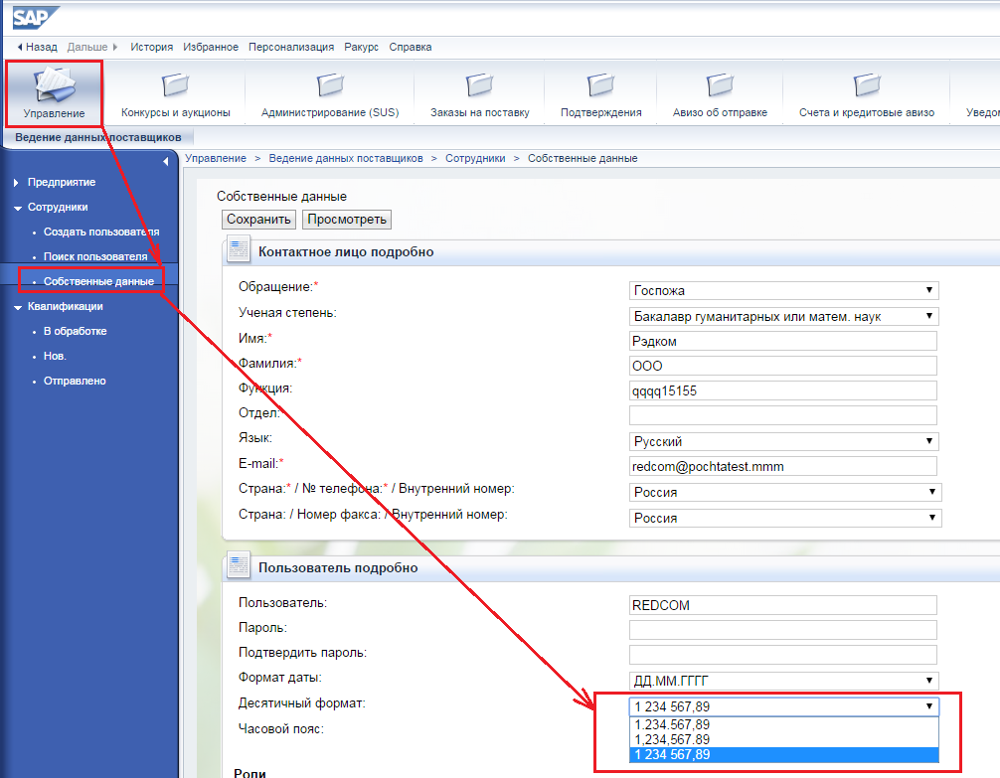 SAP
Назад Дальше История Избранное Персонализация Ракурс Справка
Управление Конкурсы и аукционы Администрирование (SUS) Заказы на поставку Подтверждения Авизо об отправке Счета и кредитовые авизо Уведо
Ведение данных поставщиков
Управление > Ведение данных поставщиков > Сотрудники > Собственные данные
Предприятие
Сотрудники
Создать пользователя
Поиск пользователя
Собственные данные
Квалификации
В обработке
Нов.
Отправлено
Собственные данные
Сохранить Просмотреть
Контактное лицо подробно
Обращение:* Госпожа
Ученая степень: Бакалавр гуманитарных или матем. наук
Имя:* Рэдком
Фамилия:* ООО
Функция: qqqq15155
Отдел:
Язык: Русский
E-mail:* redcom@pochtatest.mmm
Страна:* / № телефона:* / Внутренний номер: Россия
Страна: / Номер факса: / Внутренний номер: Россия
Пользователь подробно
Пользователь: REDCOM
Пароль:
Подтвердить пароль:
Формат даты: ДД.ММ.ГГГГ
Десятичный формат: 1 234 567,89
1.234.567,89
Часовой пояс:
1,234,567.89
1 234 567,89
Роли